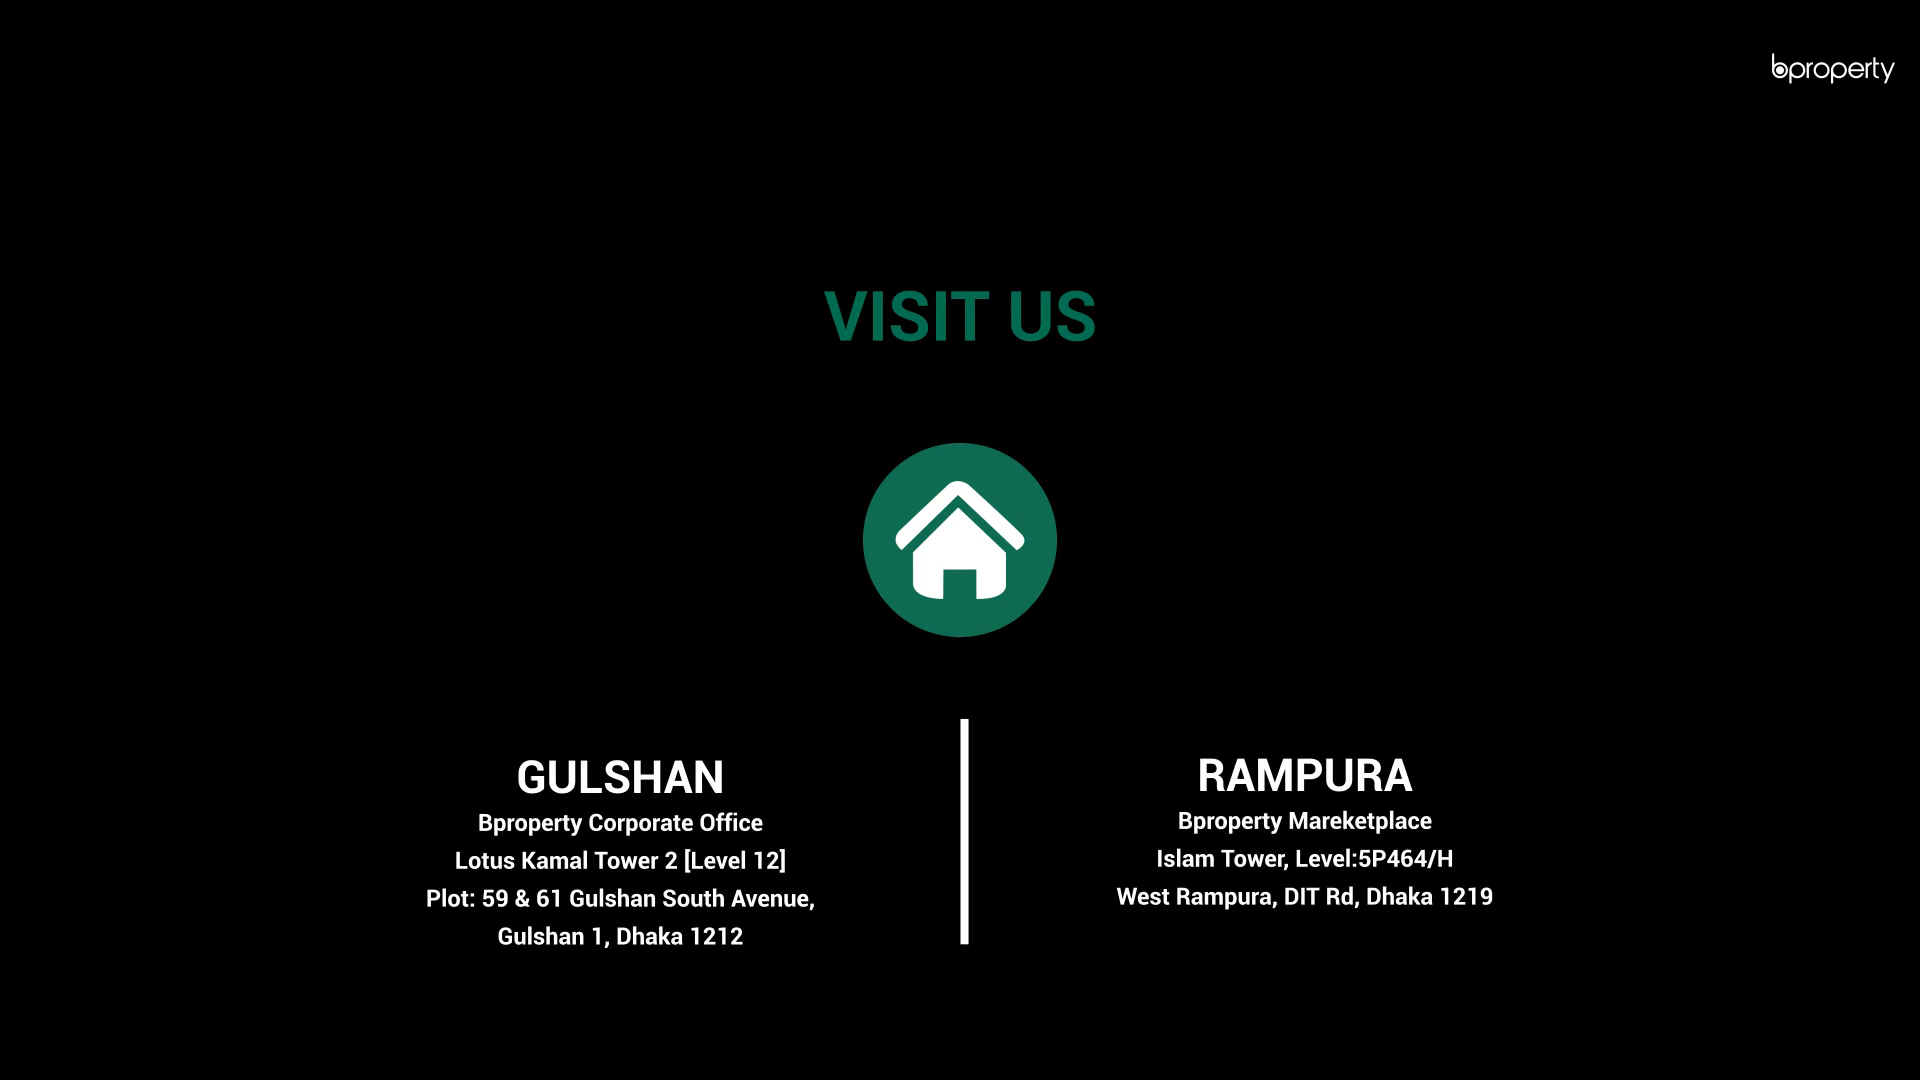 bproperty
VISIT US
GULSHAN
Bproperty Corporate Office
Lotus Kamal Tower 2 [Level 12]
Plot: 59 & 61 Gulshan South Avenue,
Gulshan 1, Dhaka 1212
RAMPURA
Bproperty Mareketplace
Islam Tower, Level:5P464/H
West Rampura, DIT Rd, Dhaka 1219